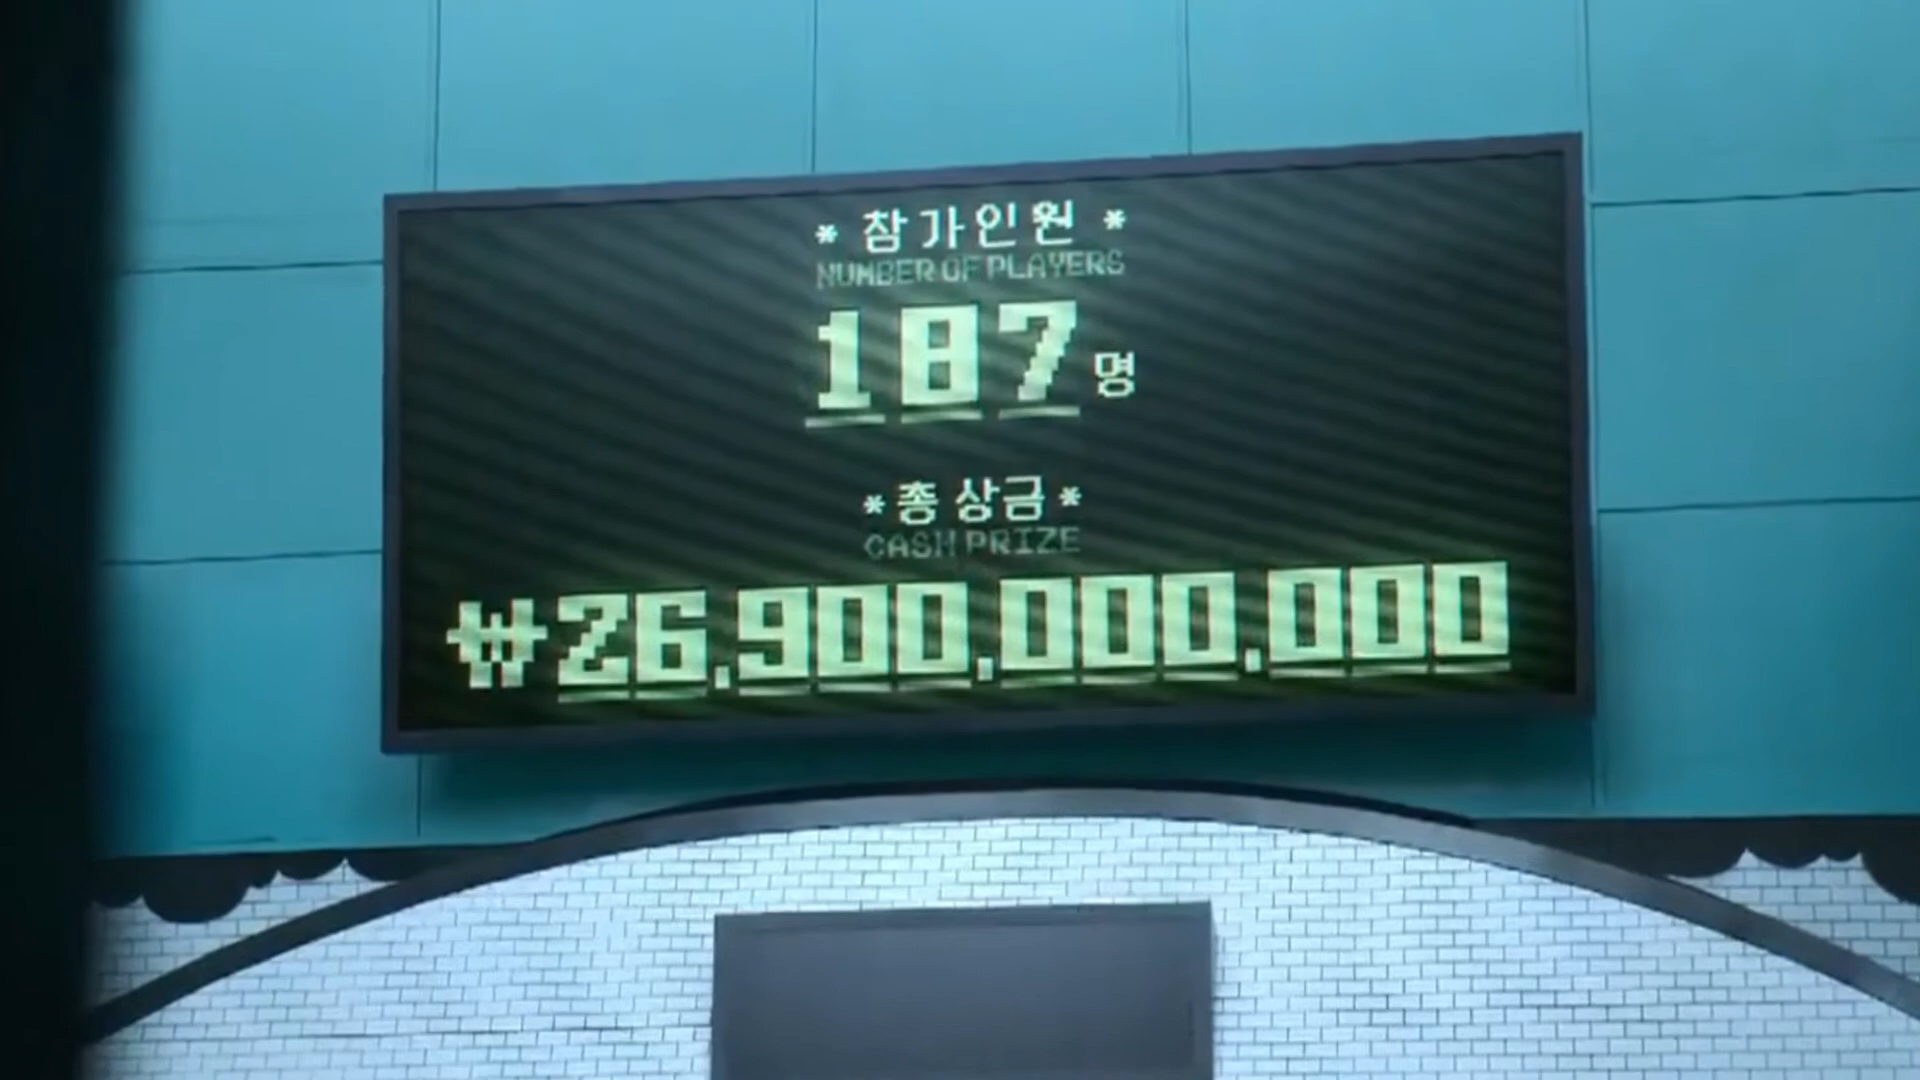 * 참가인원 *
NUMBER OF PLAYERS
187 명
* 총 상금 *
CASH PRIZE
₩26,900,000,000